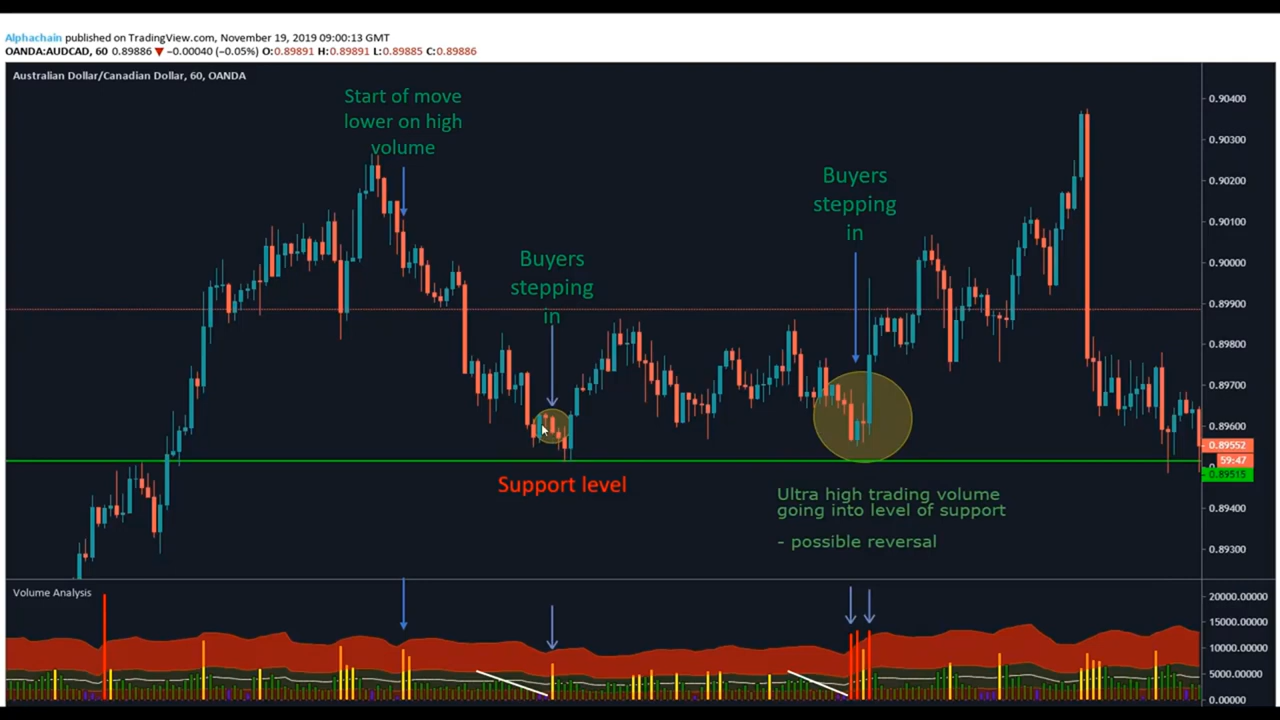 Alphachain published on TradingView.com, November 19, 2019 09:00:13 GMT
OANDA:AUDCAD, 60 0.89886 ▼ −0.00040 (−0.05%) O:0.89891 H:0.89891 L:0.89885 C:0.89886
Australian Dollar/Canadian Dollar, 60, OANDA
Start of move
lower on high
volume
Buyers
stepping
in
Buyers
stepping
in
Support level
Ultra high trading volume
going into level of support
- possible reversal
0.90400
0.90300
0.90200
0.90100
0.90000
0.89900
0.89800
0.89700
0.89600
0.89552
59:47
0.89515
0.89400
0.89300
Volume Analysis
20000.00000
15000.00000
10000.00000
5000.00000
0.00000